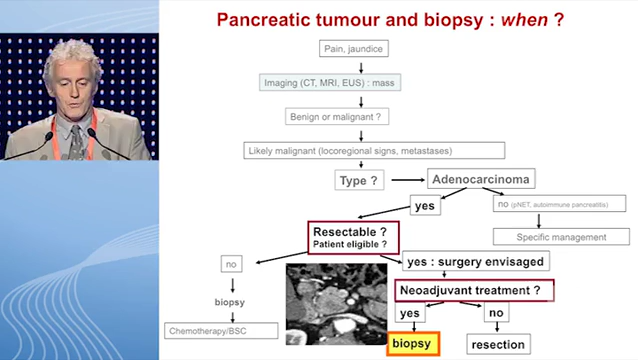 Pancreatic tumour and biopsy : when ?
Pain, jaundice
Imaging (CT, MRI, EUS) : mass
Benign or malignant ?
Likely malignant (locoregional signs, metastases)
Type ?
Adenocarcinoma
yes
no (pNET, autoimmune pancreatitis)
Resectable ?
Patient eligible ?
Specific management
no
yes : surgery envisaged
biopsy
Neoadjuvant treatment ?
yes
no
Chemotherapy/BSC
biopsy
resection